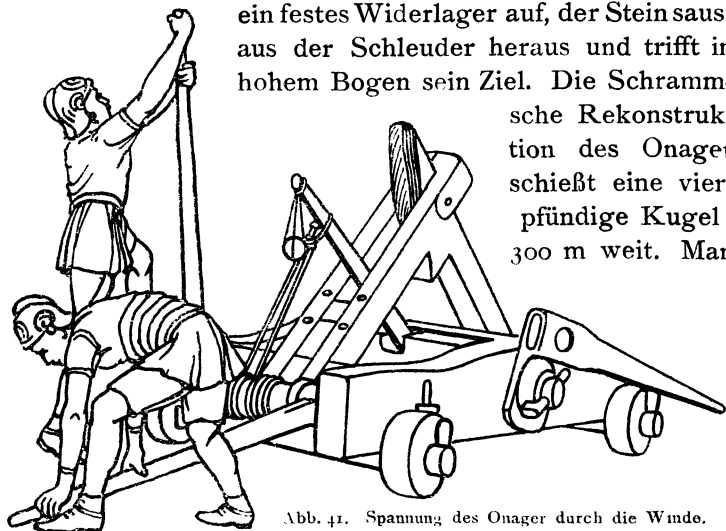 ein festes Widerlager auf, der Stein saus
aus der Schleuder heraus und trifft in
hohem Bogen sein Ziel. Die Schramm-
sche Rekonstruk-
tion des Onager
schießt eine vier-
pfündige Kugel
300 m weit. Man
Abb. 41. Spannung des Onager durch die Winde.